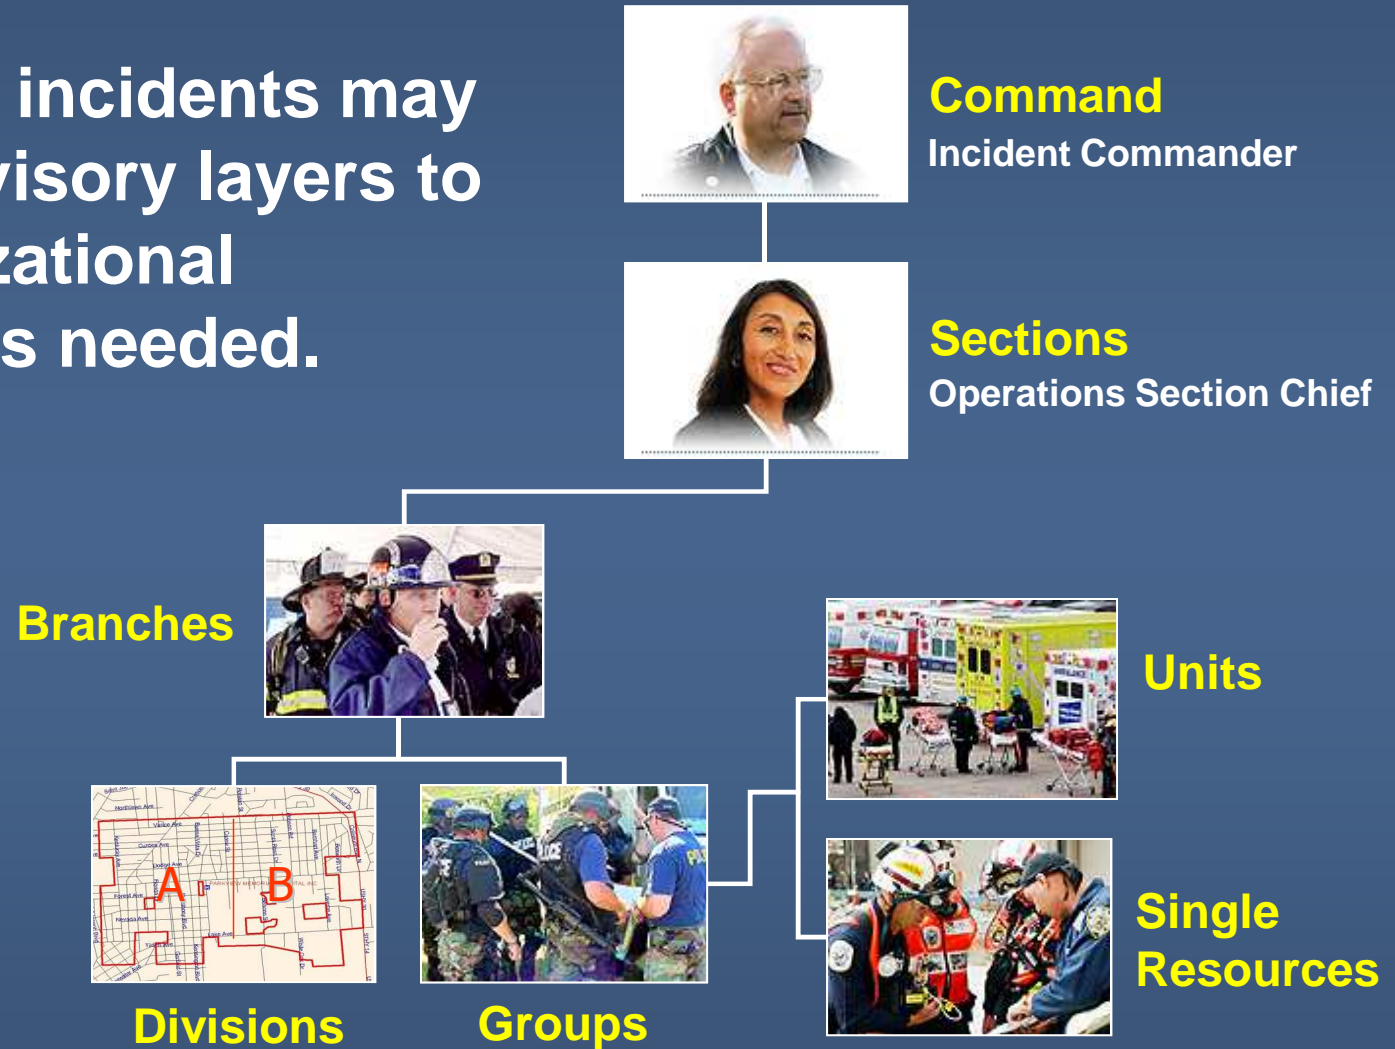 incidents may
visory layers to
zational
s needed.
Command
Incident Commander
Sections
Operations Section Chief
Branches
Units
A B
Single
Resources
Divisions
Groups